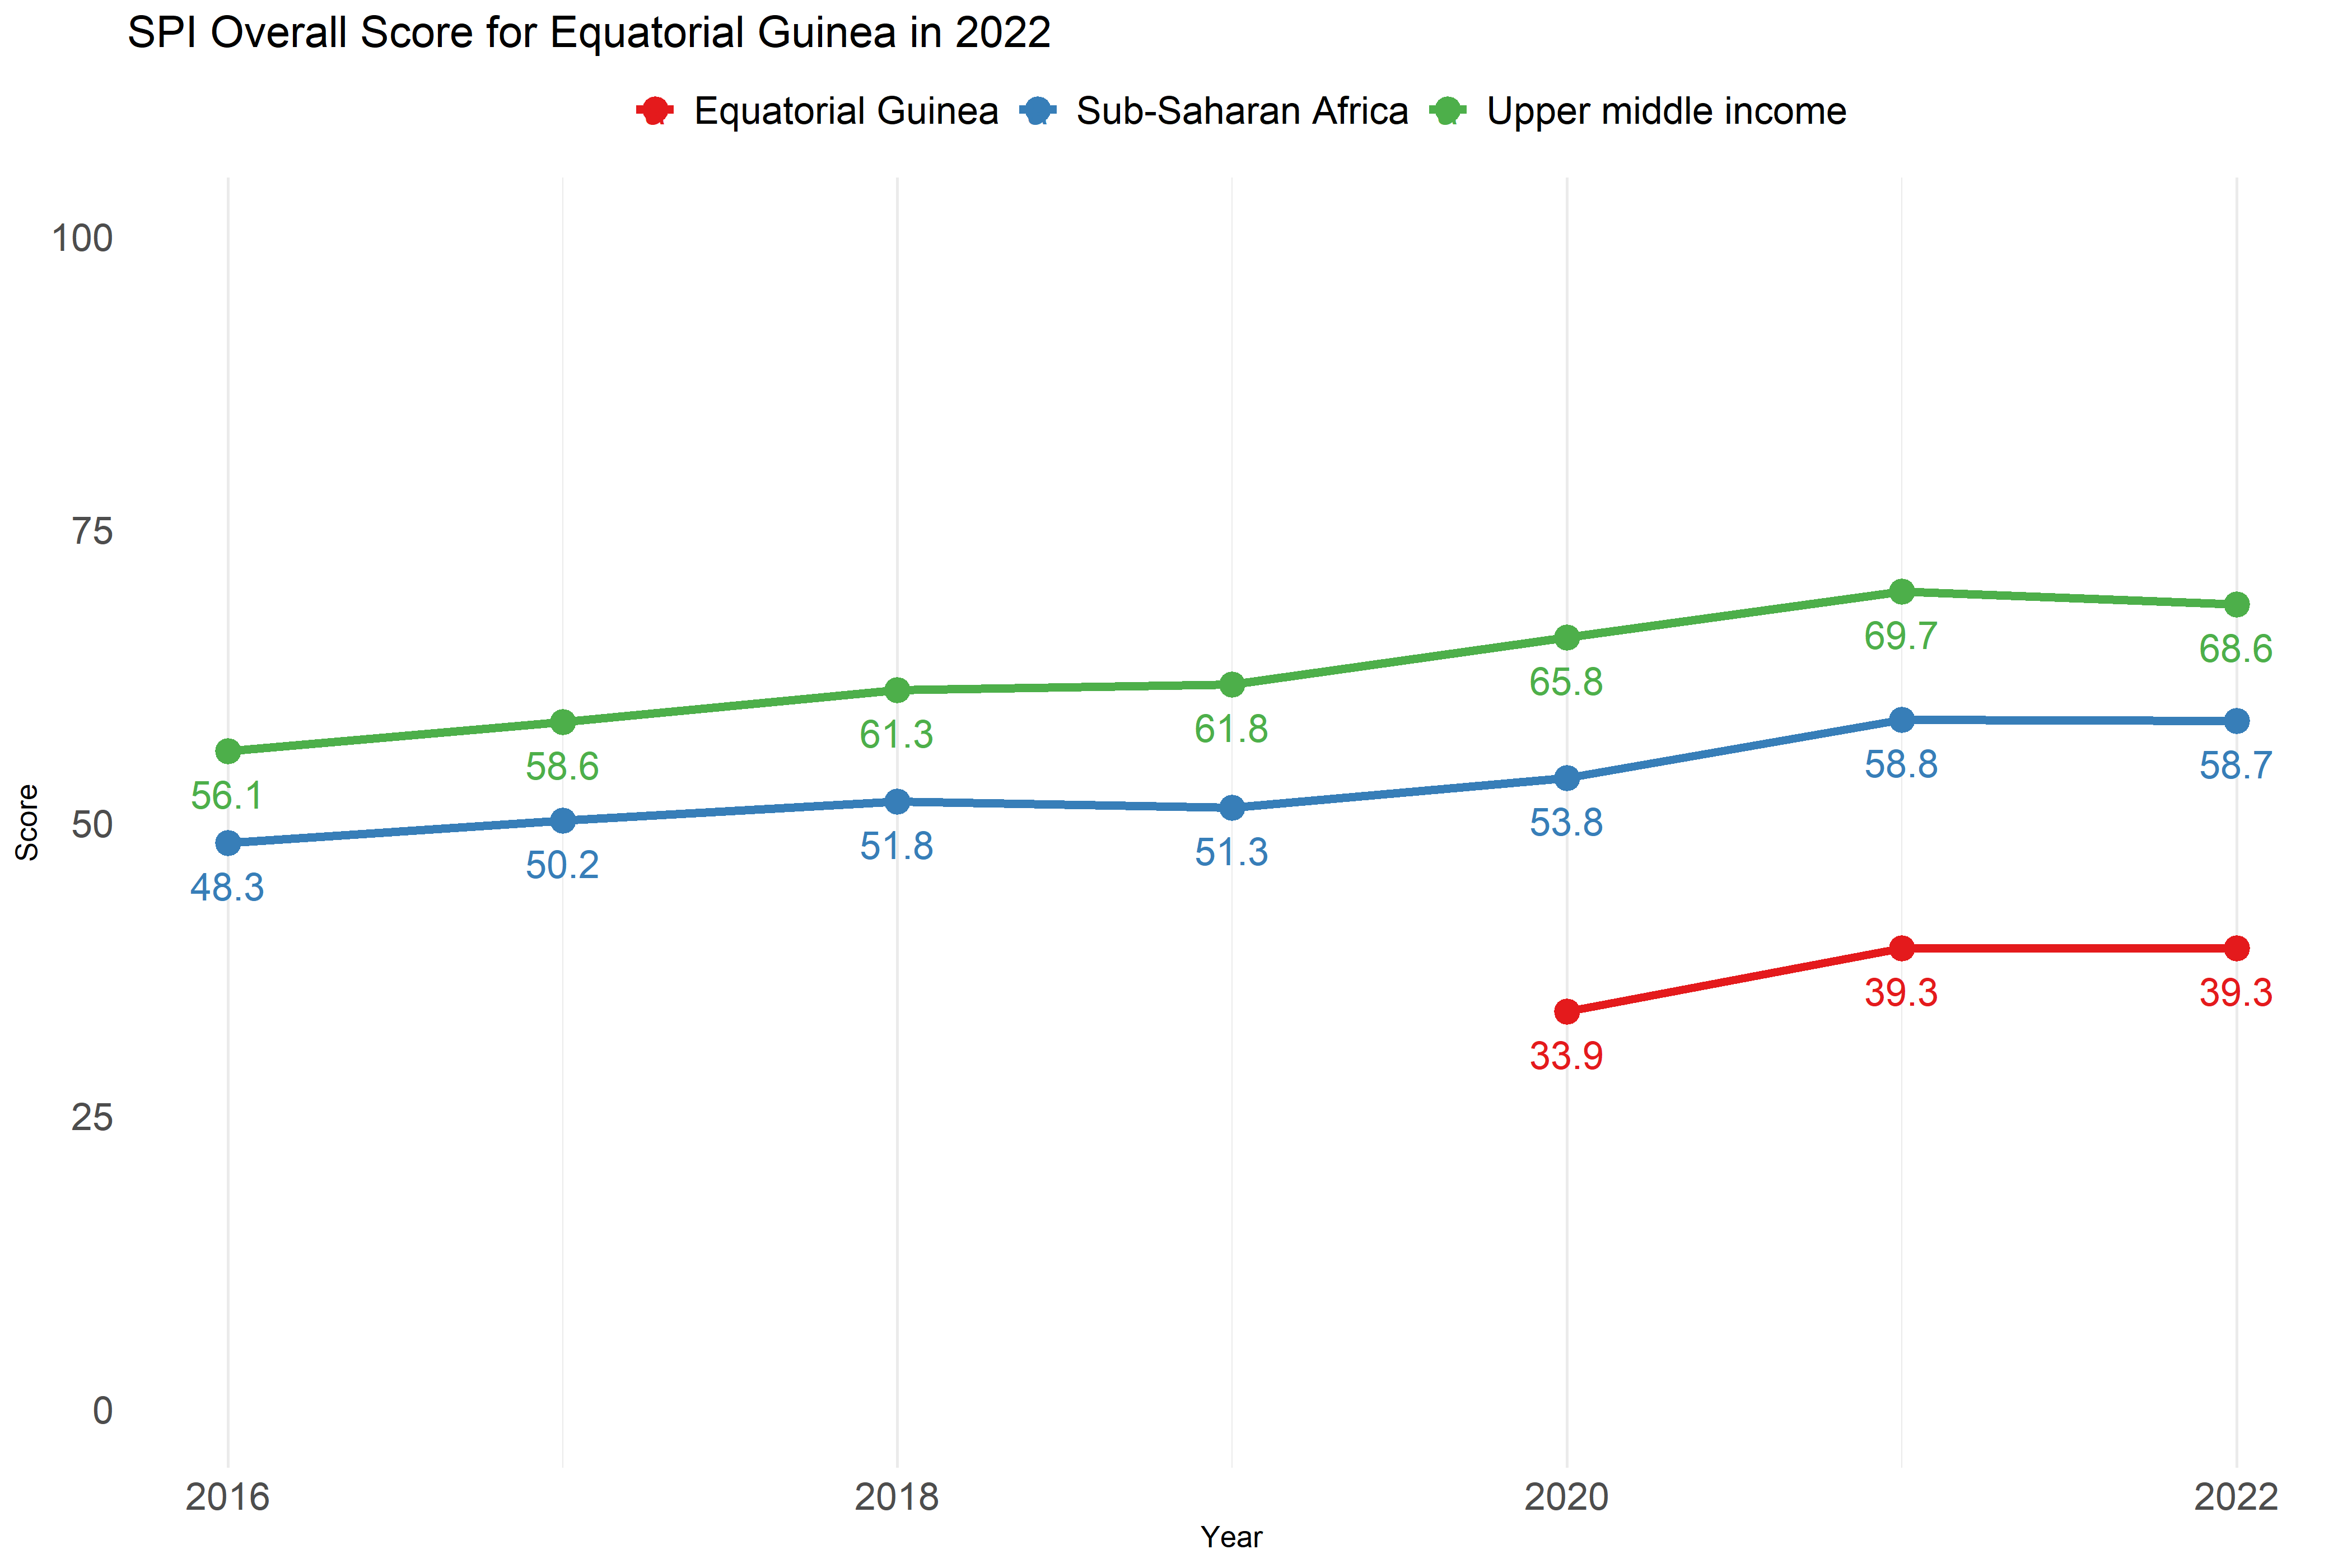 SPI Overall Score for Equatorial Guinea in 2022
Equatorial Guinea Sub-Saharan Africa Upper middle income
100
75
50
25
0
Score
56.1 58.6 61.3 61.8 65.8 69.7 68.6
48.3 50.2 51.8 51.3 53.8 58.8 58.7
33.9 39.3 39.3
2016 2018 2020 2022
Year